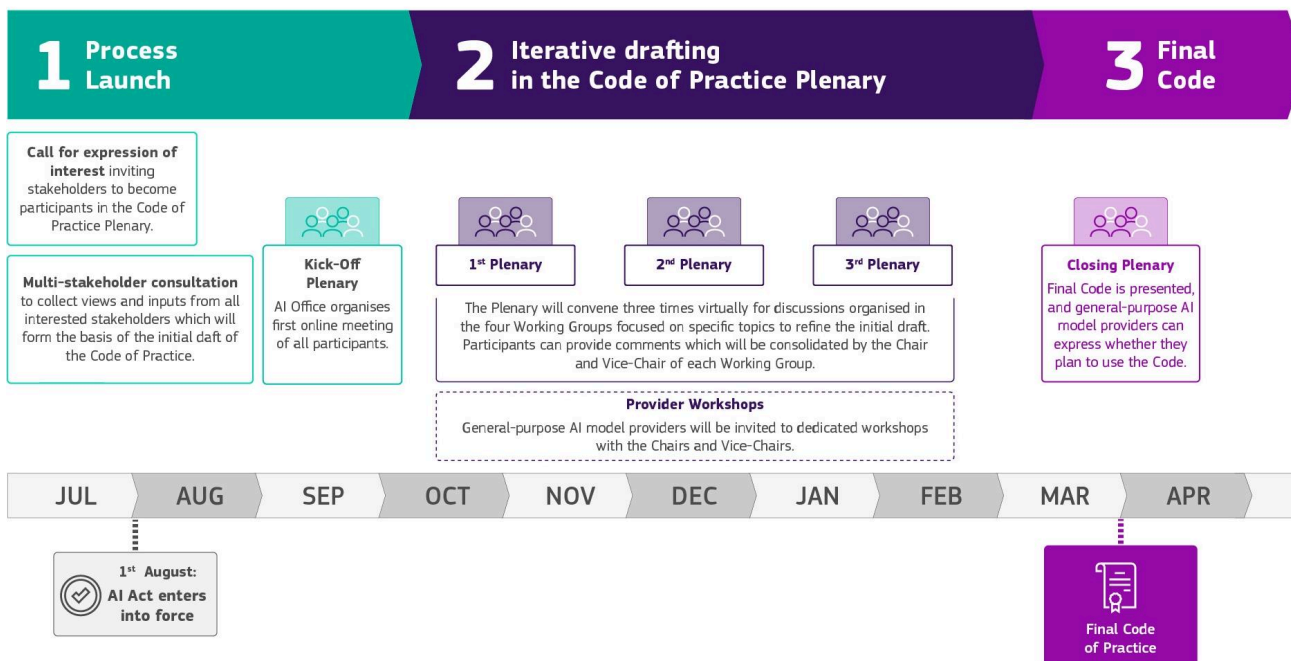 1 Process
Launch
2 Iterative drafting
in the Code of Practice Plenary
3 Final
Code
Call for expression of
interest inviting
stakeholders to become
participants in the Code of
Practice Plenary.
Multi-stakeholder consultation
to collect views and inputs from all
interested stakeholders which will
form the basis of the initial daft of
the Code of Practice.
Kick-Off
Plenary
AI Office organises
first online meeting
of all participants.
1st Plenary
2nd Plenary
3rd Plenary
The Plenary will convene three times virtually for discussions organised in
the four Working Groups focused on specific topics to refine the initial draft.
Participants can provide comments which will be consolidated by the Chair
and Vice-Chair of each Working Group.
Provider Workshops
General-purpose AI model providers will be invited to dedicated workshops
with the Chairs and Vice-Chairs.
Closing Plenary
Final Code is presented,
and general-purpose AI
model providers can
express whether they
plan to use the Code.
JUL AUG SEP OCT NOV DEC JAN FEB MAR APR
1st August:
AI Act enters
into force
Final Code
of Practice